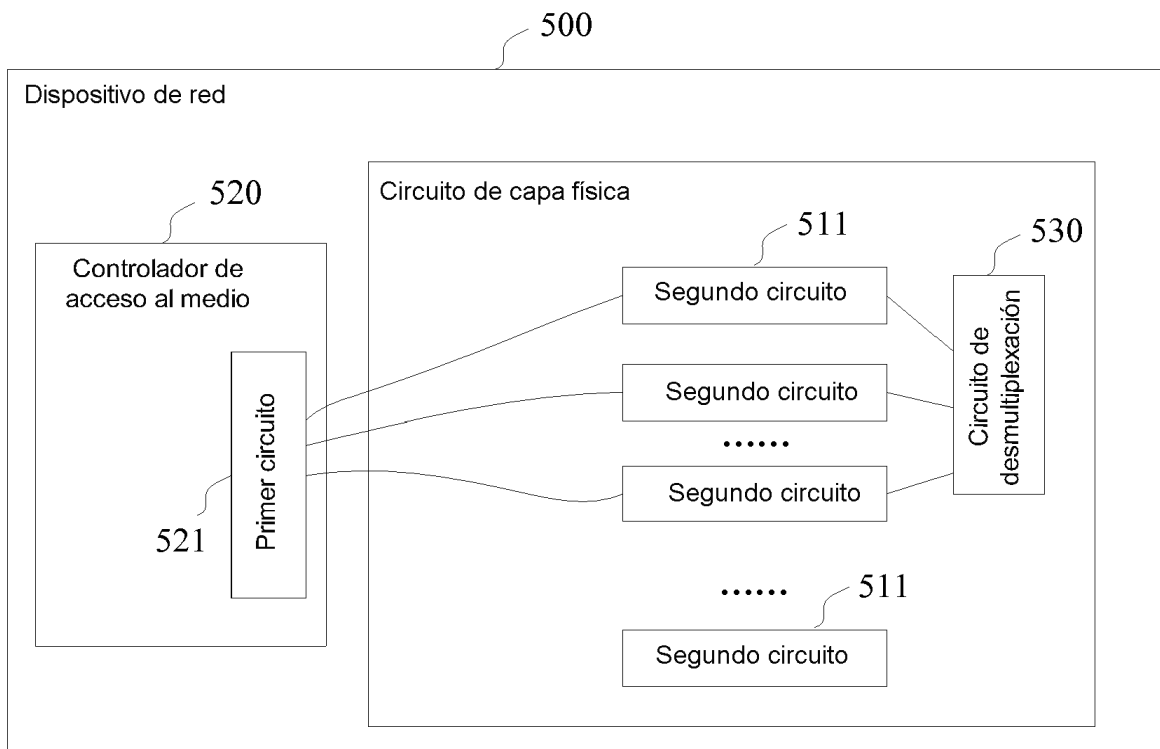 500
Dispositivo de red
520
Circuito de capa física
Controlador de
acceso al medio
511
530
Segundo circuito
Segundo circuito
......
Segundo circuito
Circuito de
desmultiplexación
Primer circuito
521
......
511
Segundo circuito